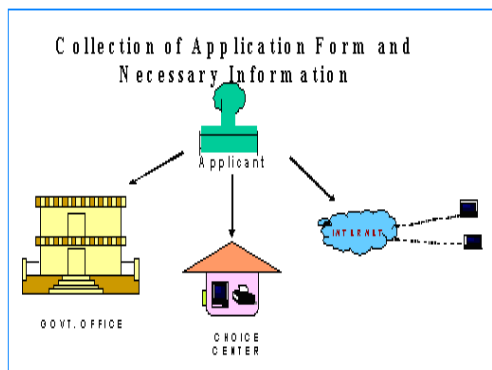 Collection of Application Form and
Necessary Information
Applicant
INTERNET
GOVT. OFFICE
CHOICE
CENTER